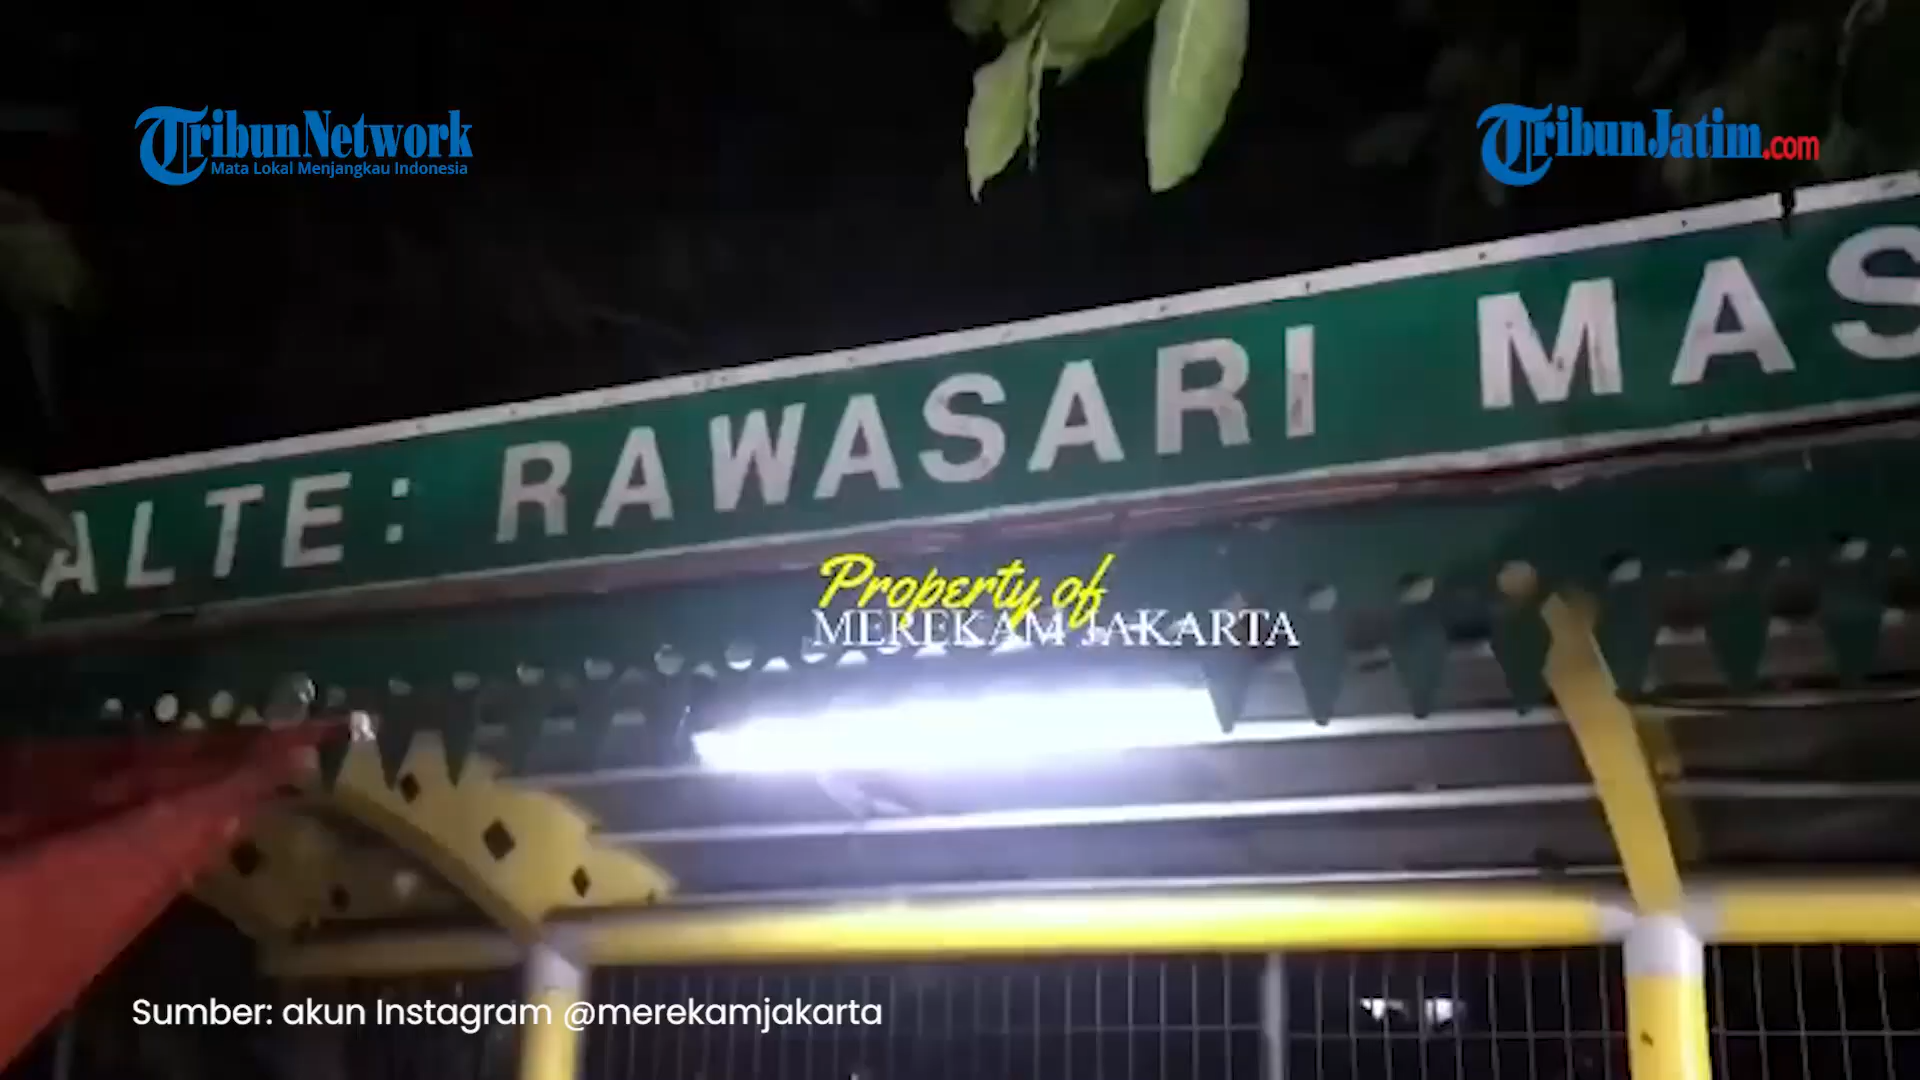 TribunNetwork
Mata Lokal Menjangkau Indonesia
TribunJatim.com
ALTE: RAWASARI MAS
Property of
MEREKAM JAKARTA
Sumber: akun Instagram @merekamjakarta